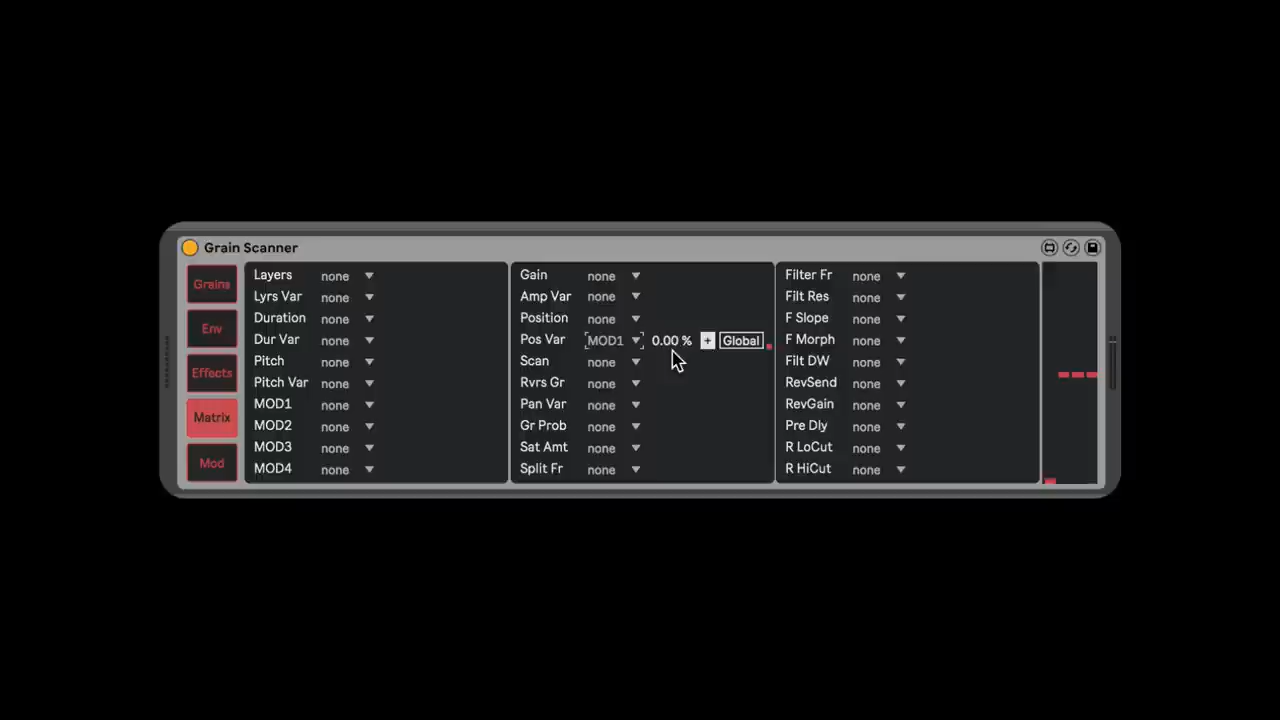 Grain Scanner
Grains
Env
Effects
Matrix
Mod
Layers none
Lyrs Var none
Duration none
Dur Var none
Pitch none
Pitch Var none
MOD1 none
MOD2 none
MOD3 none
MOD4 none
Gain none
Amp Var none
Position none
Pos Var MOD1 0.00 % + Global
Scan none
Rvrs Gr none
Pan Var none
Gr Prob none
Sat Amt none
Split Fr none
Filter Fr none
Filt Res none
F Slope none
F Morph none
Filt DW none
RevSend none
RevGain none
Pre Dly none
R LoCut none
R HiCut none